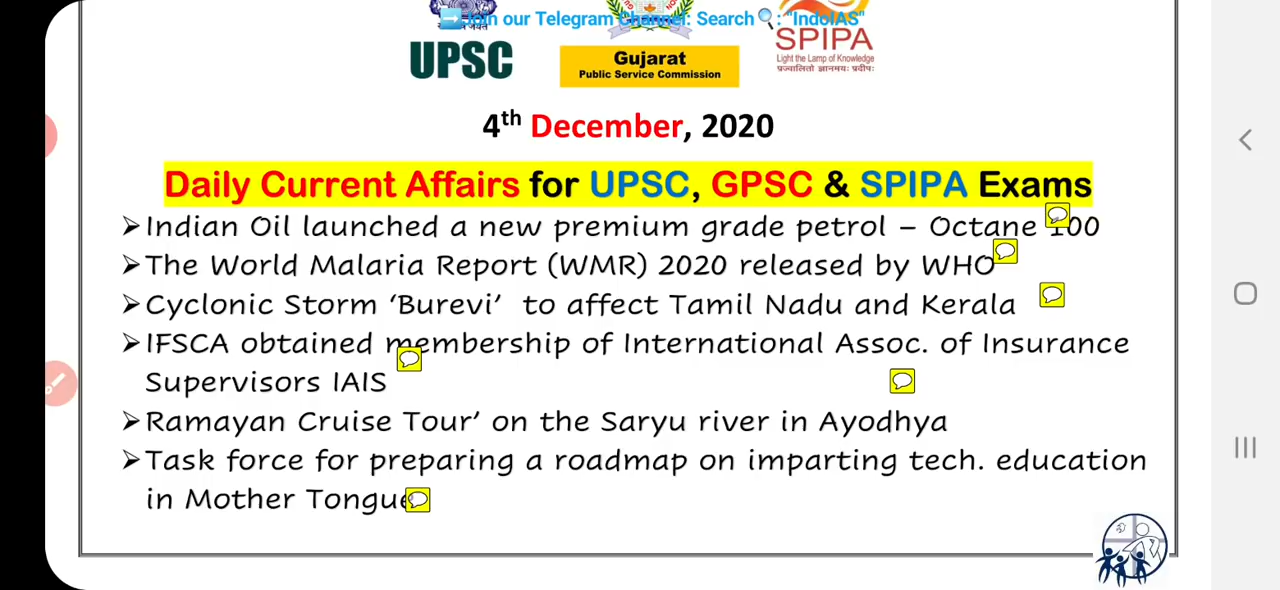 ➡Join our Telegram Channel: Search🔍: "IndoIAS"
UPSC
Gujarat
Public Service Commission
SPIPA
Light the Lamp of Knowledge
प्रज्वालितो ज्ञानमयः प्रदीपः
4th December, 2020
Daily Current Affairs for UPSC, GPSC & SPIPA Exams
➢Indian Oil launched a new premium grade petrol – Octane 100
➢The World Malaria Report (WMR) 2020 released by WHO
➢Cyclonic Storm ‘Burevi’ to affect Tamil Nadu and Kerala
➢IFSCA obtained membership of International Assoc. of Insurance
Supervisors IAIS
➢Ramayan Cruise Tour’ on the Saryu river in Ayodhya
➢Task force for preparing a roadmap on imparting tech. education
in Mother Tongue